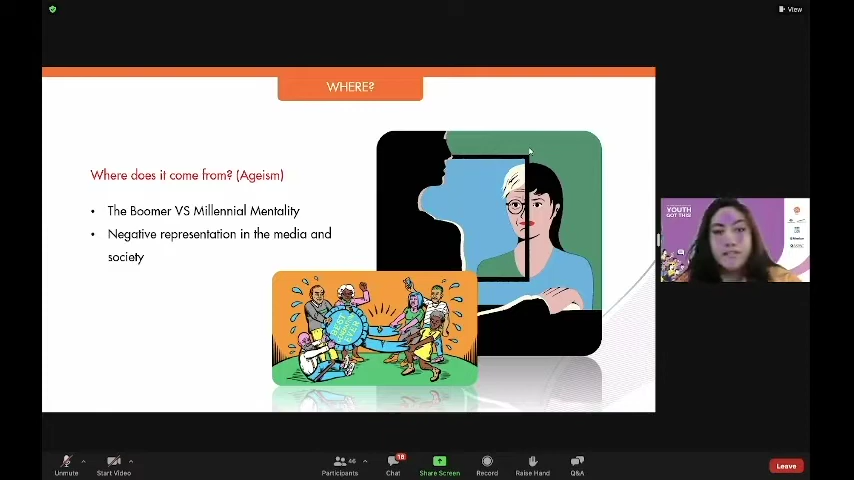 View
WHERE?
Where does it come from? (Ageism)
• The Boomer VS Millennial Mentality
• Negative representation in the media and
society
YOUTH
GOT THIS
Unmute
Start Video
46
Participants
18
Chat
Share Screen
Record
Raise Hand
Q&A
Leave